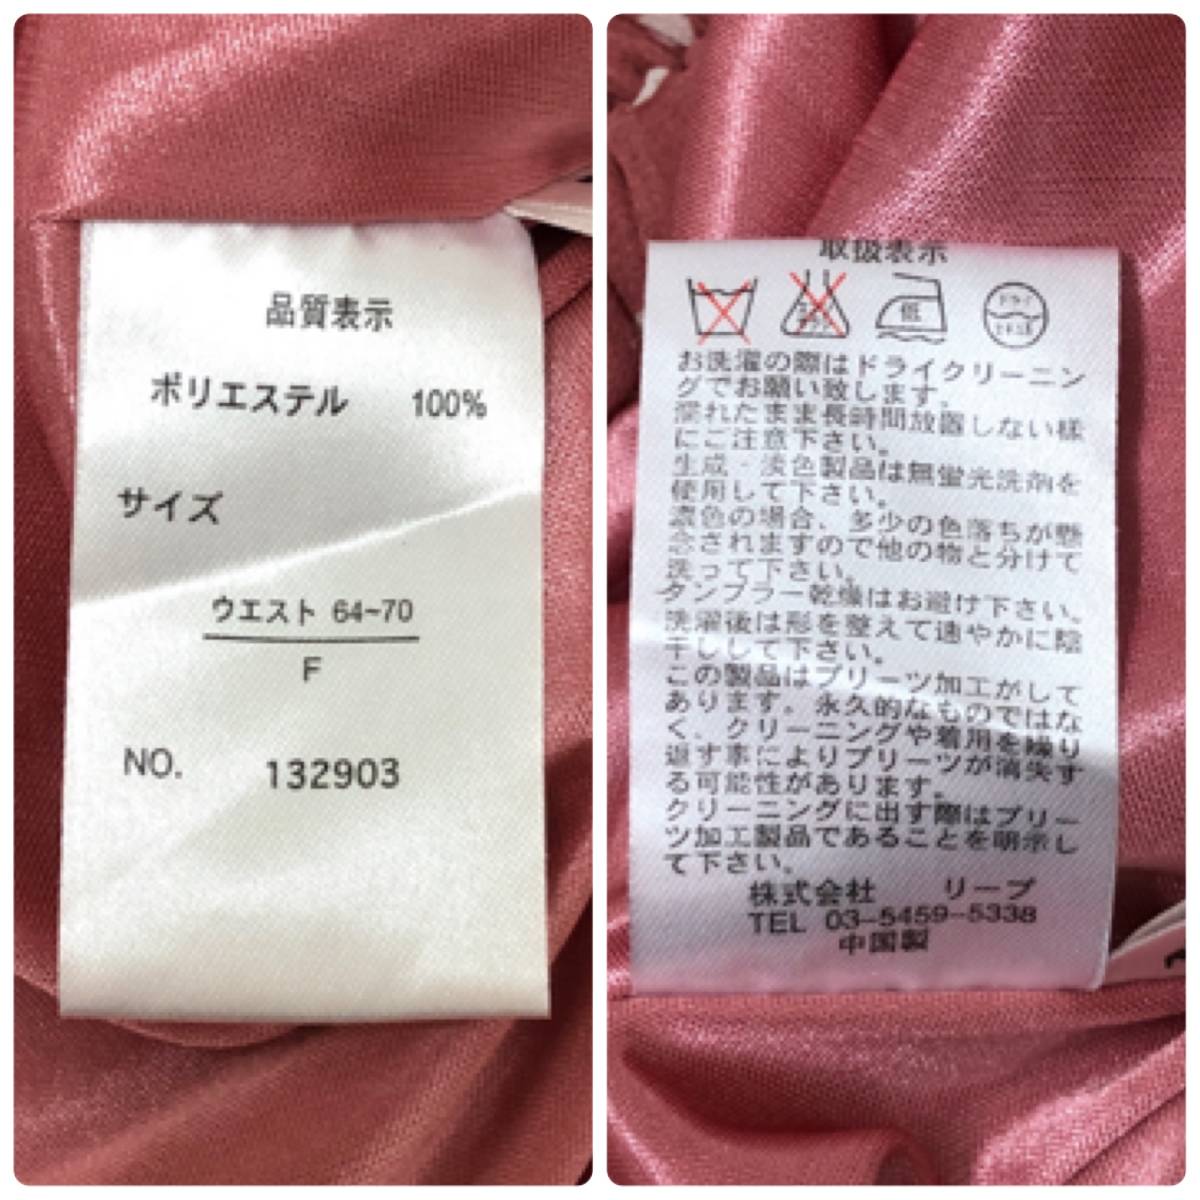 品質表示
ポリエステル 100%
サイズ
ウエスト 64~70
F
NO. 132903
取扱表示
低
ドライ
セキユ系
お洗濯の際はドライクリーニン
グでお願い致します。
濡れたまま長時間放置しない様
にご注意下さい。
生成・淡色製品は無蛍光洗剤を
使用して下さい。
濃色の場合、多少の色落ちが懸
念されますので他の物と分けて
洗って下さい。
タンブラー乾燥はお避け下さい。
洗濯後は形を整えて速やかに陰
干しして下さい。
この製品はプリーツ加工がして
あります。永久的なものではな
く、クリーニングや着用を繰り
返す事によりプリーツが消失す
る可能性があります。
クリーニングに出す際はプリー
ツ加工製品であることを明示し
て下さい。
株式会社 リープ
TEL 03-5459-5338
中国製